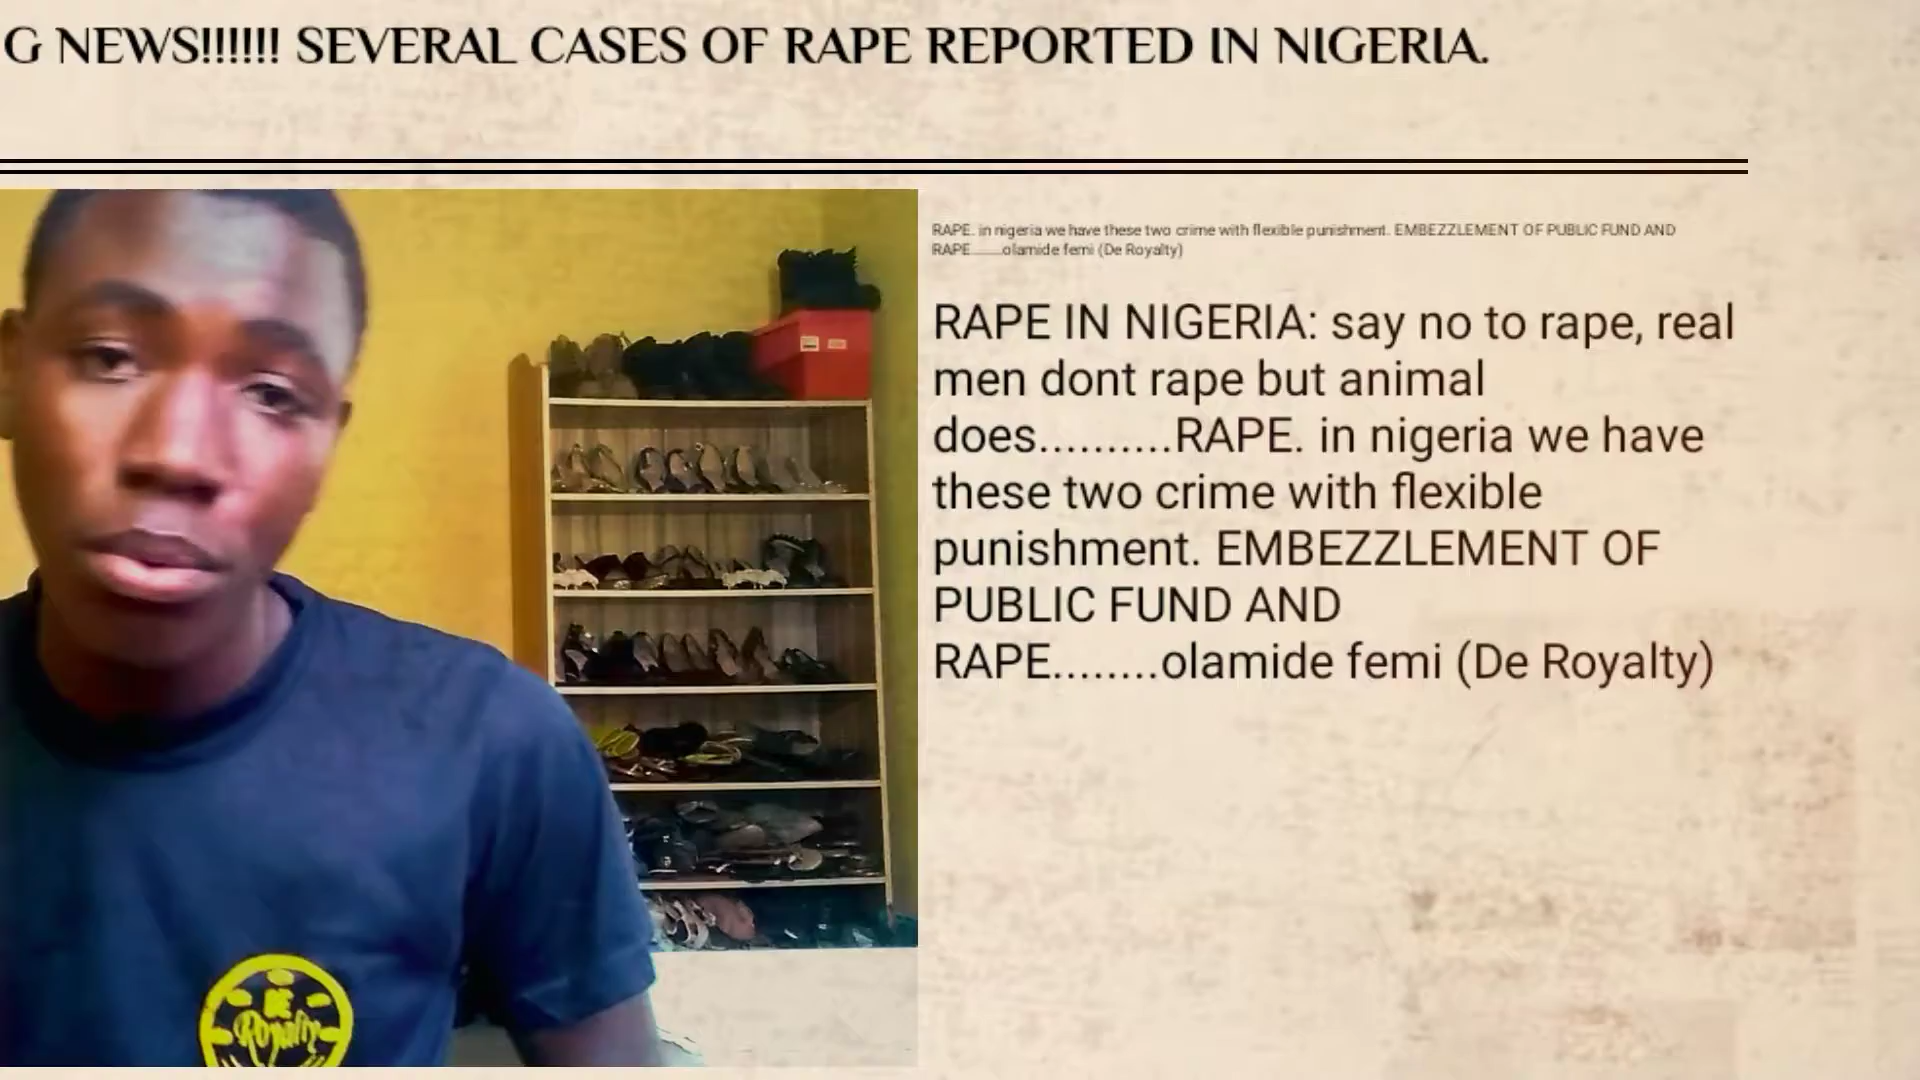 G NEWS!!!!!! SEVERAL CASES OF RAPE REPORTED IN NIGERIA.
RAPE. in nigeria we have these two crime with flexible punishment. EMBEZZLEMENT OF PUBLIC FUND AND
RAPE........olamide femi (De Royalty)
RAPE IN NIGERIA: say no to rape, real
men dont rape but animal
does..........RAPE. in nigeria we have
these two crime with flexible
punishment. EMBEZZLEMENT OF
PUBLIC FUND AND
RAPE........olamide femi (De Royalty)
DE
Royalty